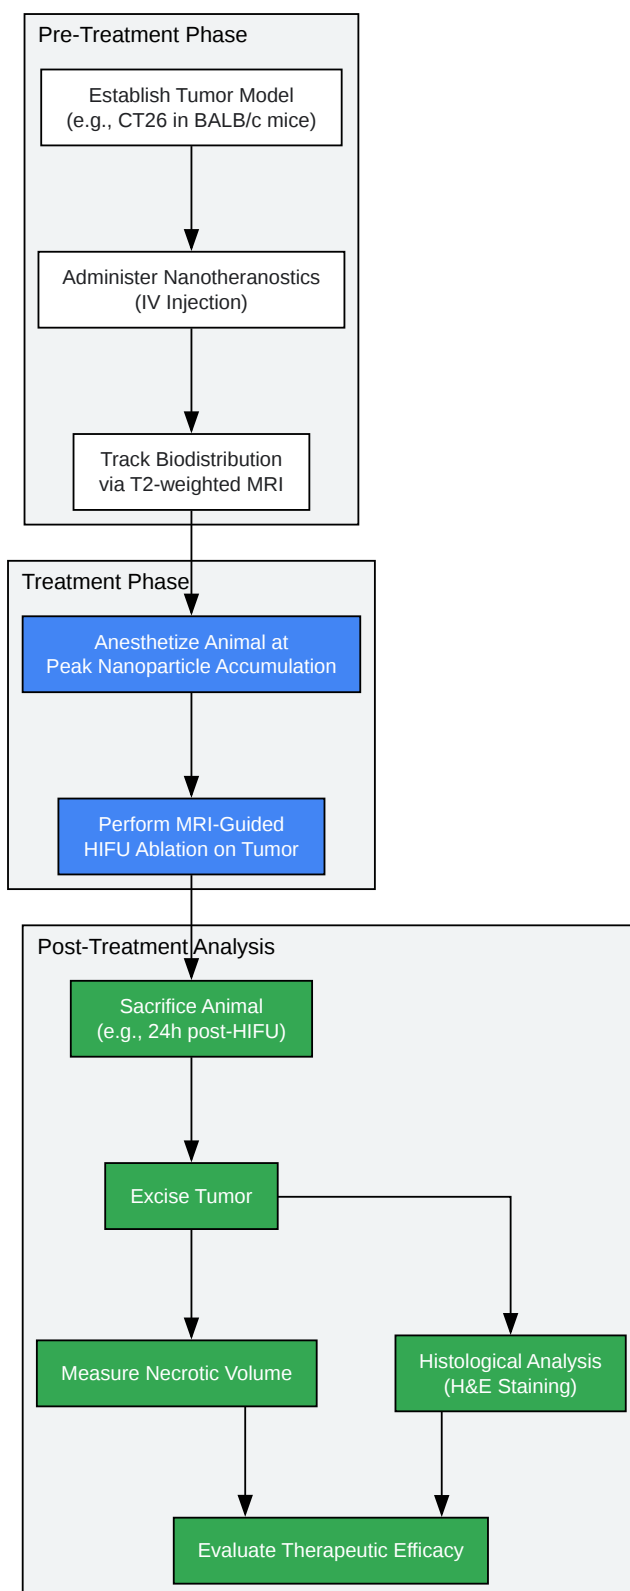 Pre-Treatment Phase
Establish Tumor Model
(e.g., CT26 in BALB/c mice)
Administer Nanotheranostics
(IV Injection)
Track Biodistribution
via T2-weighted MRI
Treatment Phase
Anesthetize Animal at
Peak Nanoparticle Accumulation
Perform MRI-Guided
HIFU Ablation on Tumor
Post-Treatment Analysis
Sacrifice Animal
(e.g., 24h post-HIFU)
Excise Tumor
Measure Necrotic Volume
Histological Analysis
(H&E Staining)
Evaluate Therapeutic Efficacy